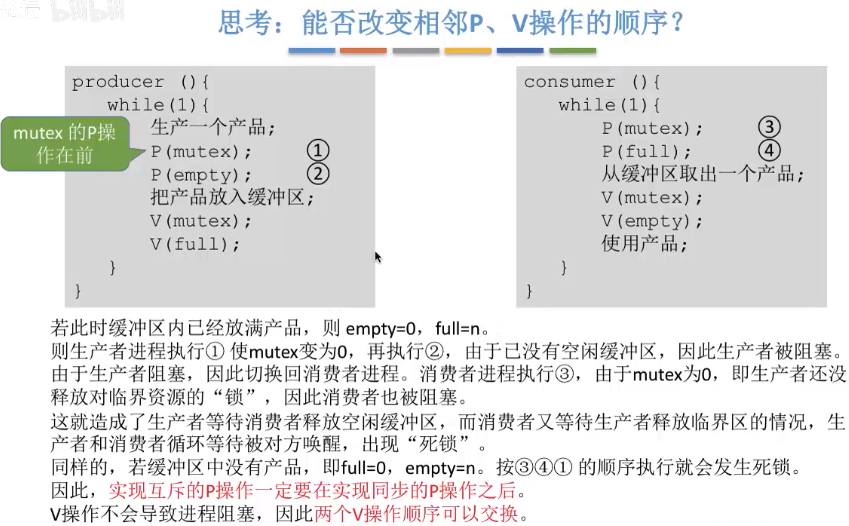 思考：能否改变相邻P、V操作的顺序？
producer (){
while(1){
生产一个产品;
P(mutex); ①
P(empty); ②
把产品放入缓冲区;
V(mutex);
V(full);
}
}
mutex 的P操
作在前
consumer (){
while(1){
P(mutex); ③
P(full); ④
从缓冲区取出一个产品;
V(mutex);
V(empty);
使用产品;
}
}
若此时缓冲区内已经放满产品，则 empty=0，full=n。
则生产者进程执行① 使mutex变为0，再执行②，由于已没有空闲缓冲区，因此生产者被阻塞。
由于生产者阻塞，因此切换回消费者进程。消费者进程执行③，由于mutex为0，即生产者还没
释放对临界资源的“锁”，因此消费者也被阻塞。
这就造成了生产者等待消费者释放空闲缓冲区，而消费者又等待生产者释放临界区的情况，生
产者和消费者循环等待被对方唤醒，出现“死锁”。
同样的，若缓冲区中没有产品，即full=0，empty=n。按③④① 的顺序执行就会发生死锁。
因此，实现互斥的P操作一定要在实现同步的P操作之后。
V操作不会导致进程阻塞，因此两个V操作顺序可以交换。